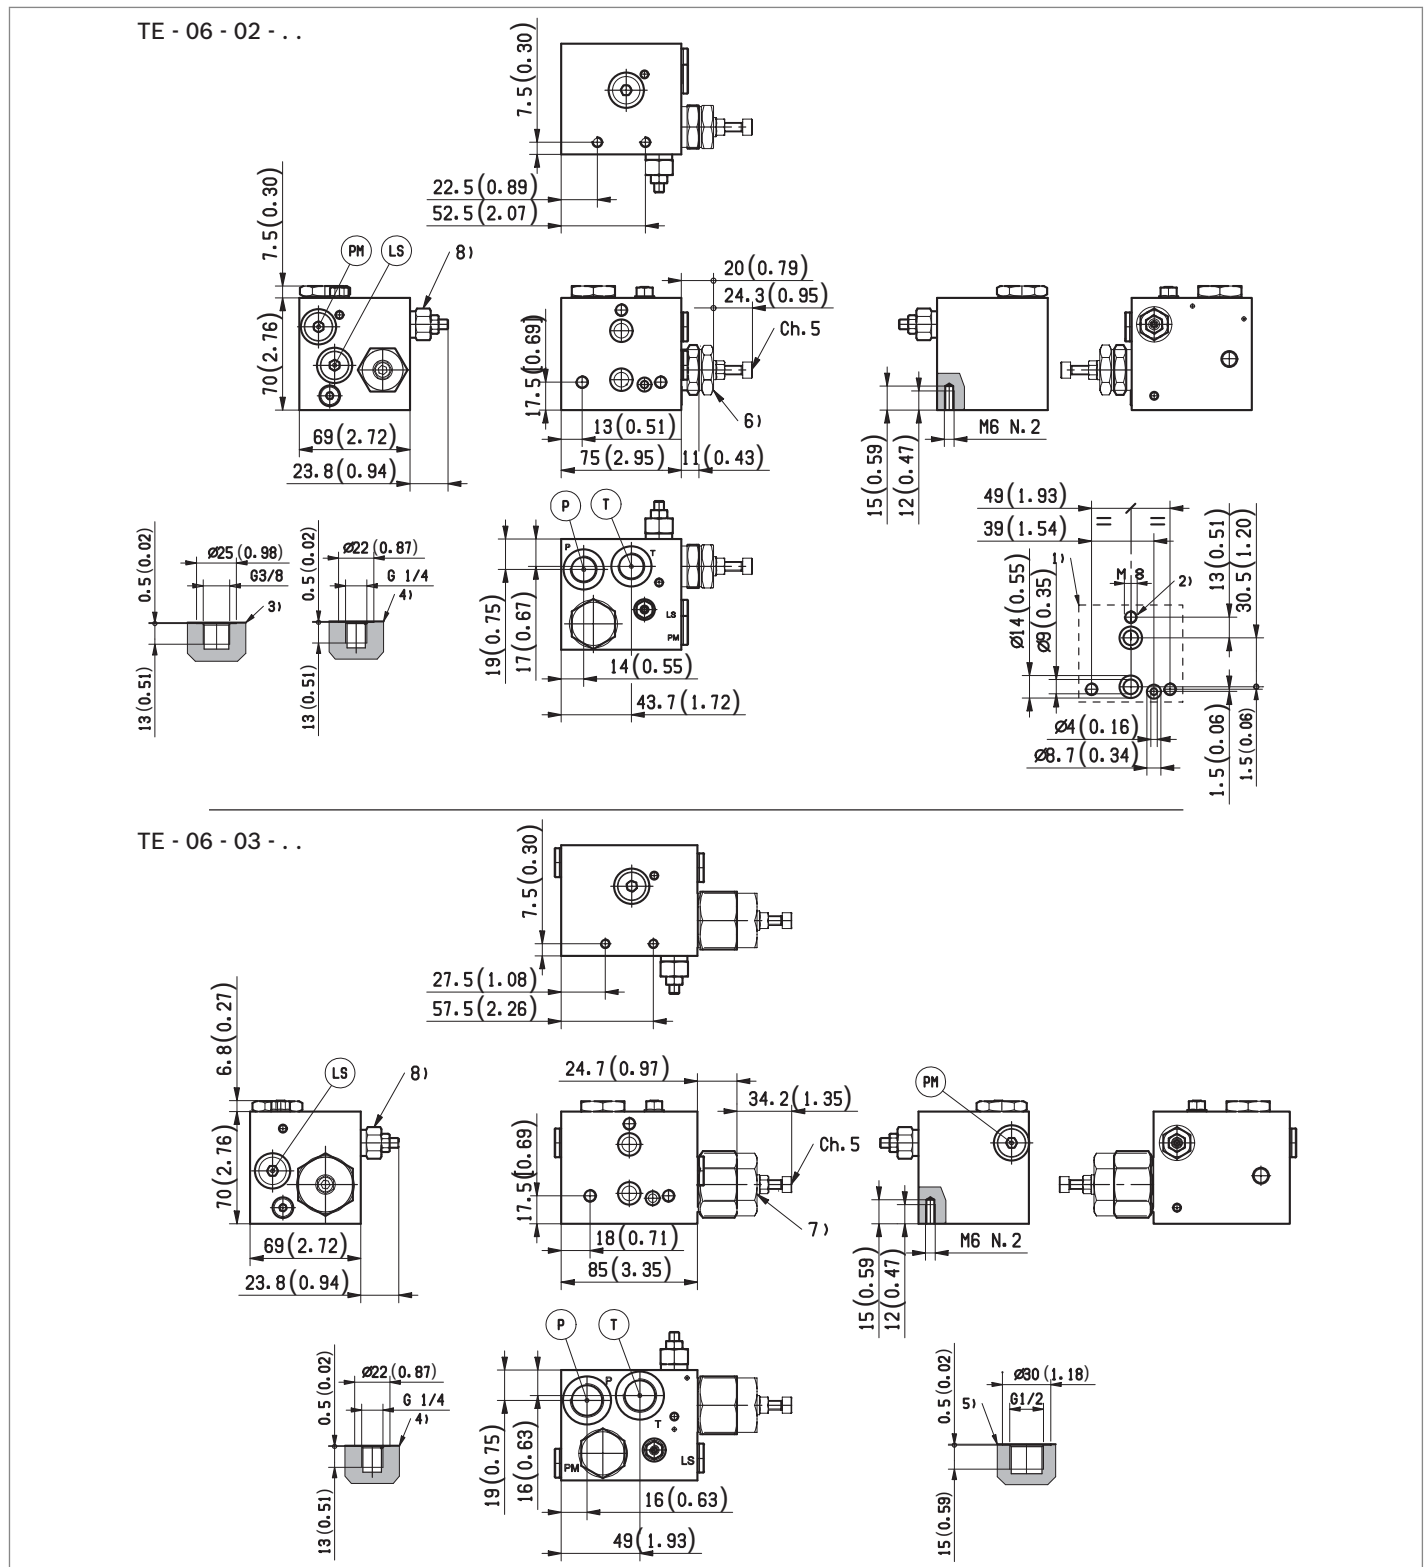 TE - 06 - 02 - . .
7.5(0.30)
22.5(0.89)
52.5(2.07)
7.5(0.30)
PM
LS
8)
70(2.76)
69(2.72)
23.8(0.94)
20(0.79)
24.3(0.95)
Ch.5
17.5(0.69)
6)
13(0.51)
75(2.95)
11(0.43)
15(0.59)
12(0.47)
M6 N.2
P
T
P
T
LS
PM
19(0.75)
17(0.67)
14(0.55)
43.7(1.72)
0.5(0.02)
Ø25(0.98)
G3/8
3)
13(0.51)
0.5(0.02)
Ø22(0.87)
G 1/4
4)
13(0.51)
49(1.93)
39(1.54)
1)
M 8
2)
13(0.51)
30.5(1.20)
Ø14(0.55)
Ø9(0.35)
Ø4(0.16)
Ø8.7(0.34)
1.5(0.06)
1.5(0.06)
TE - 06 - 03 - . .
7.5(0.30)
27.5(1.08)
57.5(2.26)
6.8(0.27)
LS
8)
70(2.76)
69(2.72)
23.8(0.94)
24.7(0.97)
34.2(1.35)
Ch.5
17.5(0.69)
7)
18(0.71)
85(3.35)
PM
15(0.59)
12(0.47)
M6 N.2
P
T
P
T
PM
LS
19(0.75)
16(0.63)
16(0.63)
49(1.93)
0.5(0.02)
Ø22(0.87)
G 1/4
4)
13(0.51)
0.5(0.02)
Ø30(1.18)
G1/2
5)
15(0.59)